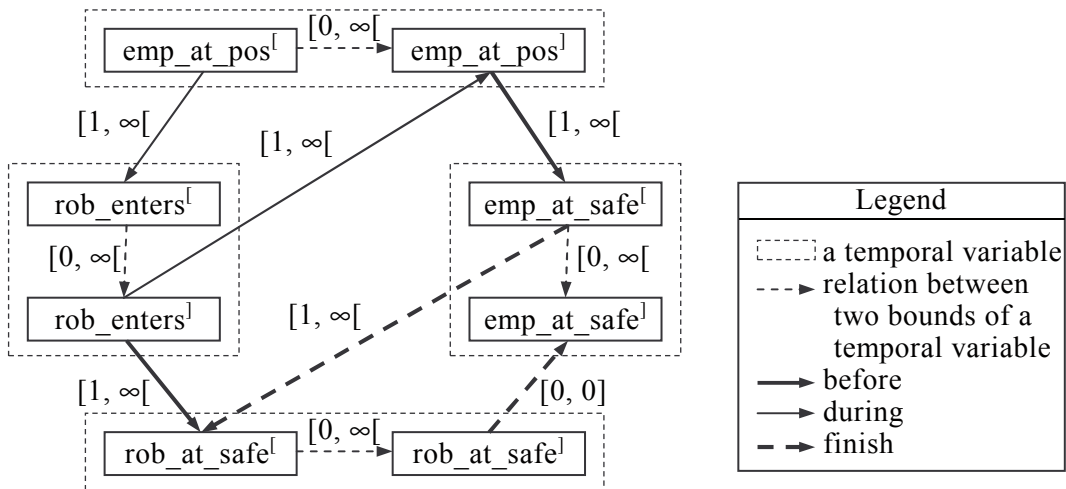 [0, ∞[
emp_at_pos[
emp_at_pos]
[1, ∞[
[1, ∞[
[1, ∞[
rob_enters[
emp_at_safe[
[0, ∞[
[0, ∞[
rob_enters]
[1, ∞[
emp_at_safe]
[1, ∞[
[0, 0]
rob_at_safe[
[0, ∞[
rob_at_safe]
Legend
a temporal variable
relation between
two bounds of a
temporal variable
before
during
finish